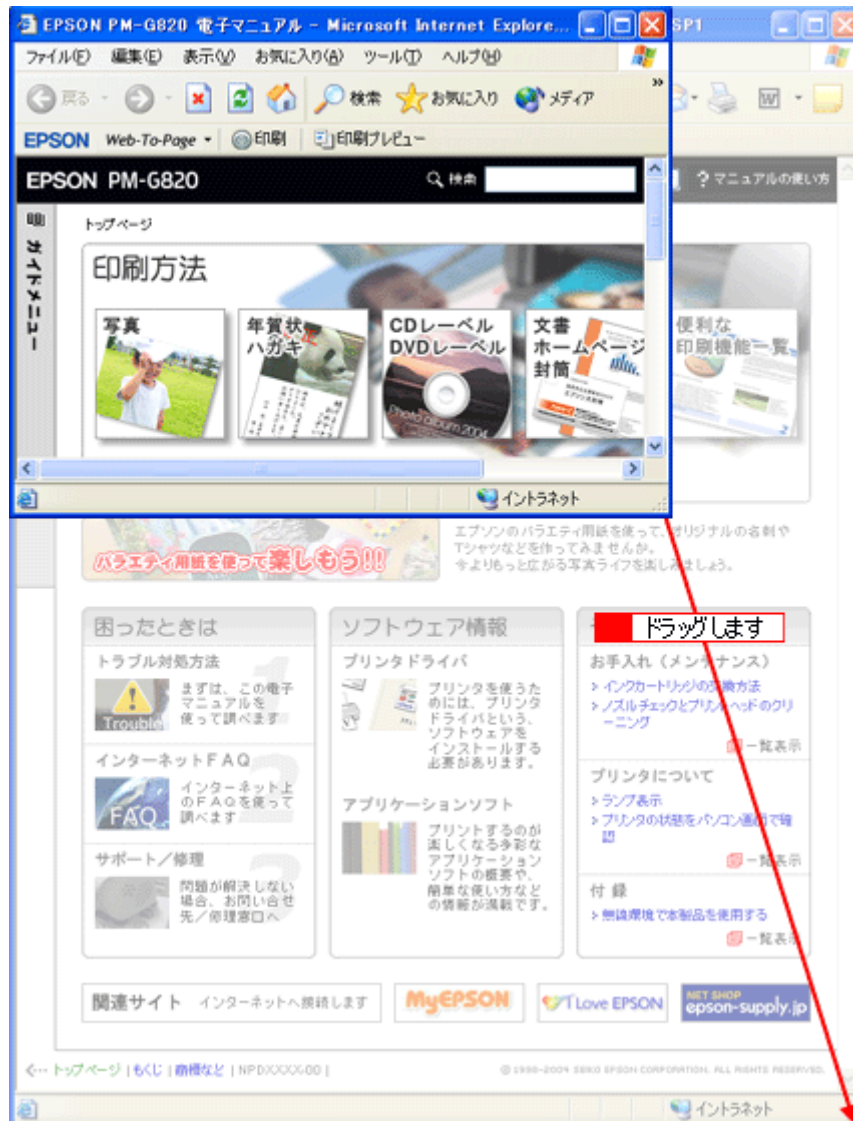 EPSON PM-G820 電子マニュアル - Microsoft Internet Explore...
SP1
ファイル(F) 編集(E) 表示(V) お気に入り(A) ツール(T) ヘルプ(H)
戻る 検索 お気に入り メディア »
EPSON Web-To-Page 印刷 印刷プレビュー
EPSON PM-G820 検索
? マニュアルの使い方
ガイドメニュー
トップページ
印刷方法
写真
年賀状
ハガキ
CDレーベル
DVDレーベル
Photo album 2004
文書
ホームページ
封筒
便利な
印刷機能一覧
イントラネット
バラエティ用紙を使って楽しもう!!
エプソンのバラエティ用紙を使って、オリジナルの名刺や
Tシャツなどを作ってみませんか。
今よりもっと広がる写真ライフを楽しみましょう。
ドラッグします
困ったときは
トラブル対処方法
Trouble
1
まずは、この電子
マニュアルを
使って調べます
インターネットFAQ
FAQ
2
インターネット上
のFAQを使って
調べます
サポート/修理
3
問題が解決しない
場合、お問い合せ
先/修理窓口へ
ソフトウェア情報
プリンタドライバ
プリンタを使うた
めには、プリンタ
ドライバという、
ソフトウェアを
インストールする
必要があります。
アプリケーションソフト
プリントするのが
楽しくなる多彩な
アプリケーション
ソフトの概要や、
簡単な使い方など
の情報が満載です。
お手入れ(メンテナンス)
> インクカートリッジの交換方法
> ノズルチェックとプリントヘッドのクリ
ーニング
一覧表示
プリンタについて
> ランプ表示
> プリンタの状態をパソコン画面で確
認
一覧表示
付録
> 無線環境で本製品を使用する
一覧表示
関連サイト インターネットへ接続します
MyEPSON
I Love EPSON
NET SHOP
epson-supply.jp
トップページ | もくじ | 商標など | NPDXXXX-00 |
© 1998-2004 SEIKO EPSON CORPORATION. ALL RIGHTS RESERVED.
イントラネット